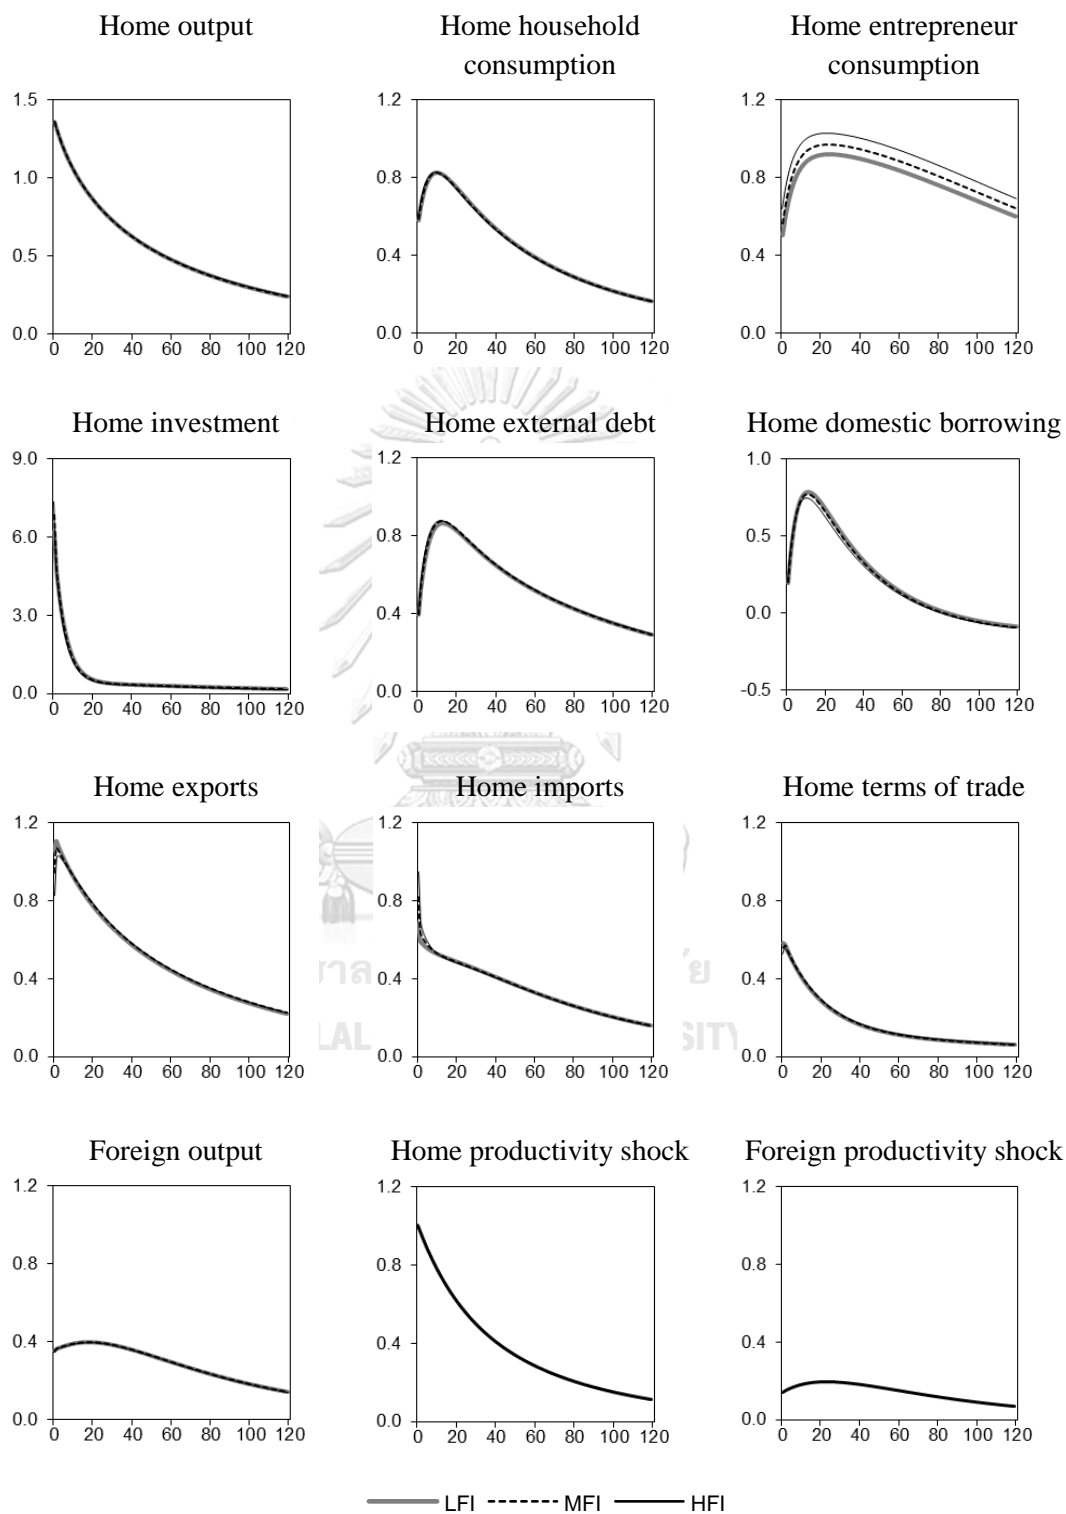 Home output
Home household consumption
Home entrepreneur consumption
1.5
1.0
0.5
0.0
0 20 40 60 80 100 120
1.2
0.8
0.4
0.0
0 20 40 60 80 100 120
1.2
0.8
0.4
0.0
0 20 40 60 80 100 120
Home investment
Home external debt
Home domestic borrowing
9.0
6.0
3.0
0.0
0 20 40 60 80 100 120
1.2
0.8
0.4
0.0
0 20 40 60 80 100 120
1.0
0.5
0.0
-0.5
0 20 40 60 80 100 120
Home exports
Home imports
Home terms of trade
1.2
0.8
0.4
0.0
0 20 40 60 80 100 120
1.2
0.8
0.4
0.0
0 20 40 60 80 100 120
1.2
0.8
0.4
0.0
0 20 40 60 80 100 120
Foreign output
Home productivity shock
Foreign productivity shock
1.2
0.8
0.4
0.0
0 20 40 60 80 100 120
1.2
0.8
0.4
0.0
0 20 40 60 80 100 120
1.2
0.8
0.4
0.0
0 20 40 60 80 100 120
LFI MFI HFI